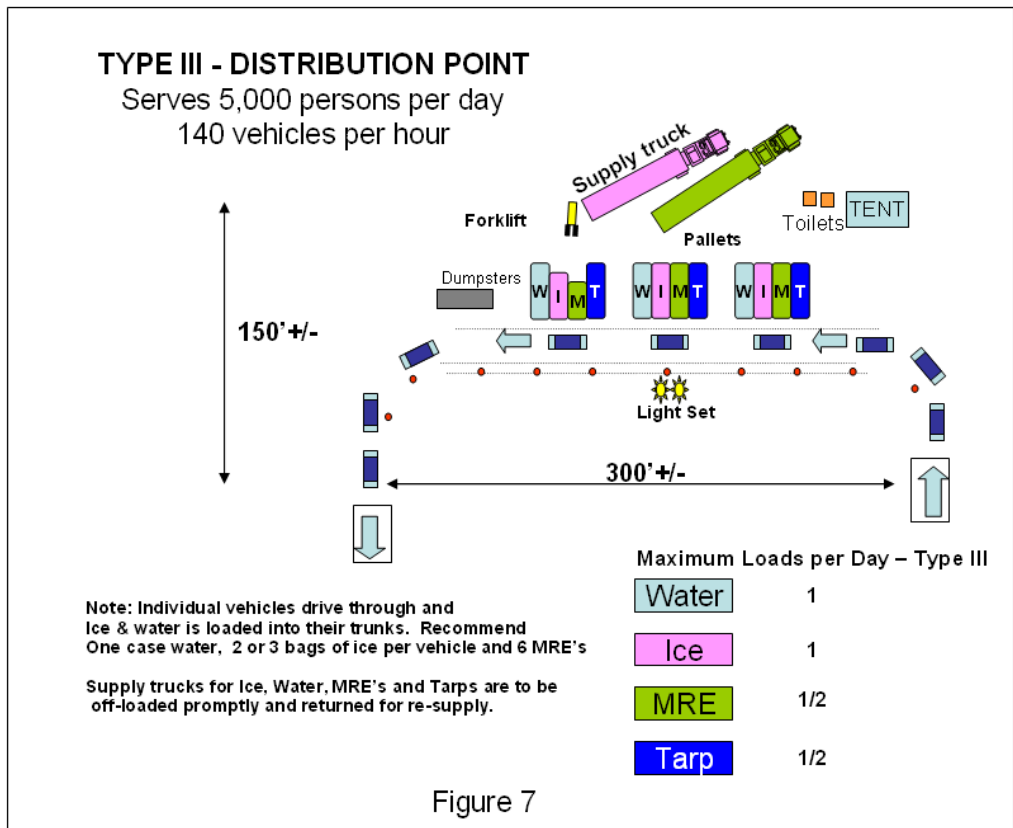 TYPE III - DISTRIBUTION POINT
Serves 5,000 persons per day
140 vehicles per hour
Supply truck
Forklift
Pallets
Toilets
TENT
Dumpsters
W I M T
W I M T
W I M T
150'+/-
Light Set
300'+/-
Maximum Loads per Day – Type III
Water 1
Ice 1
MRE 1/2
Tarp 1/2
Note: Individual vehicles drive through and
Ice & water is loaded into their trunks. Recommend
One case water, 2 or 3 bags of ice per vehicle and 6 MRE's
Supply trucks for Ice, Water, MRE's and Tarps are to be
off-loaded promptly and returned for re-supply.
Figure 7